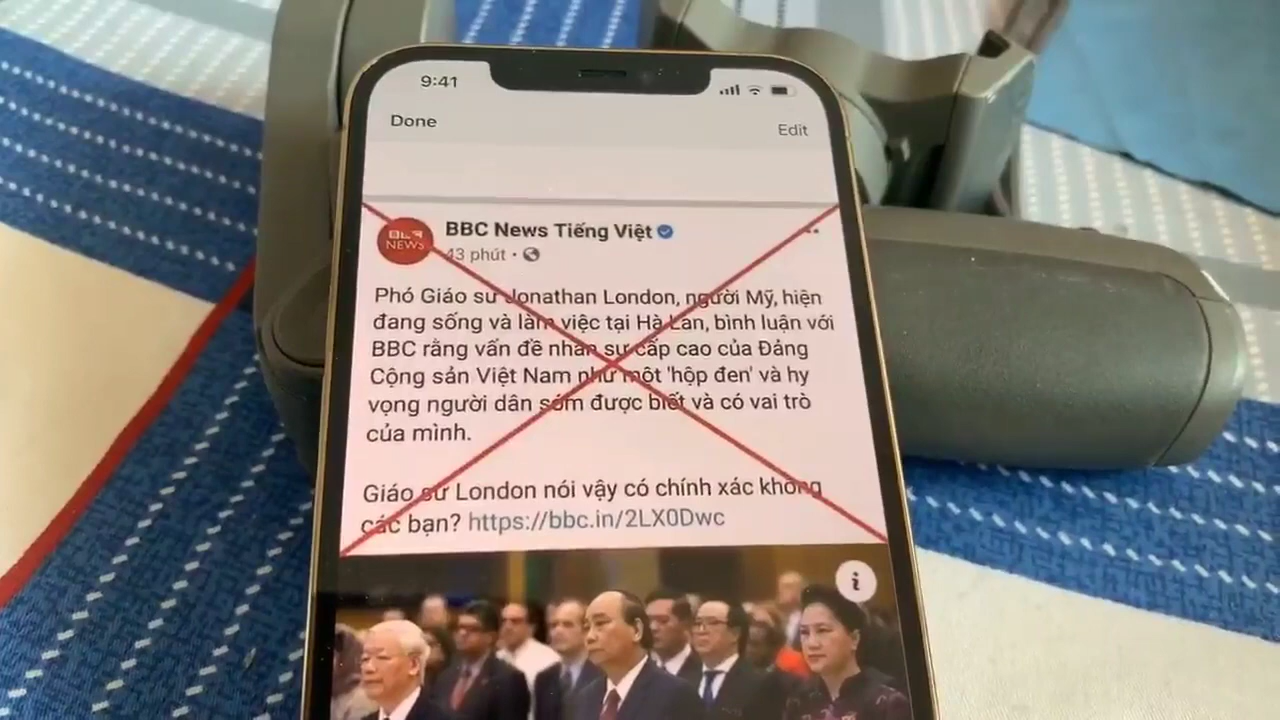 9:41
Done
Edit
BBC NEWS
BBC News Tiếng Việt
43 phút
Phó Giáo sư Jonathan London, người Mỹ, hiện
đang sống và làm việc tại Hà Lan, bình luận với
BBC rằng vấn đề nhân sự cấp cao của Đảng
Cộng sản Việt Nam như một 'hộp đen' và hy
vọng người dân sớm được biết và có vai trò
của mình.
Giáo sư London nói vậy có chính xác không
các bạn? https://bbc.in/2LX0Dwc
i